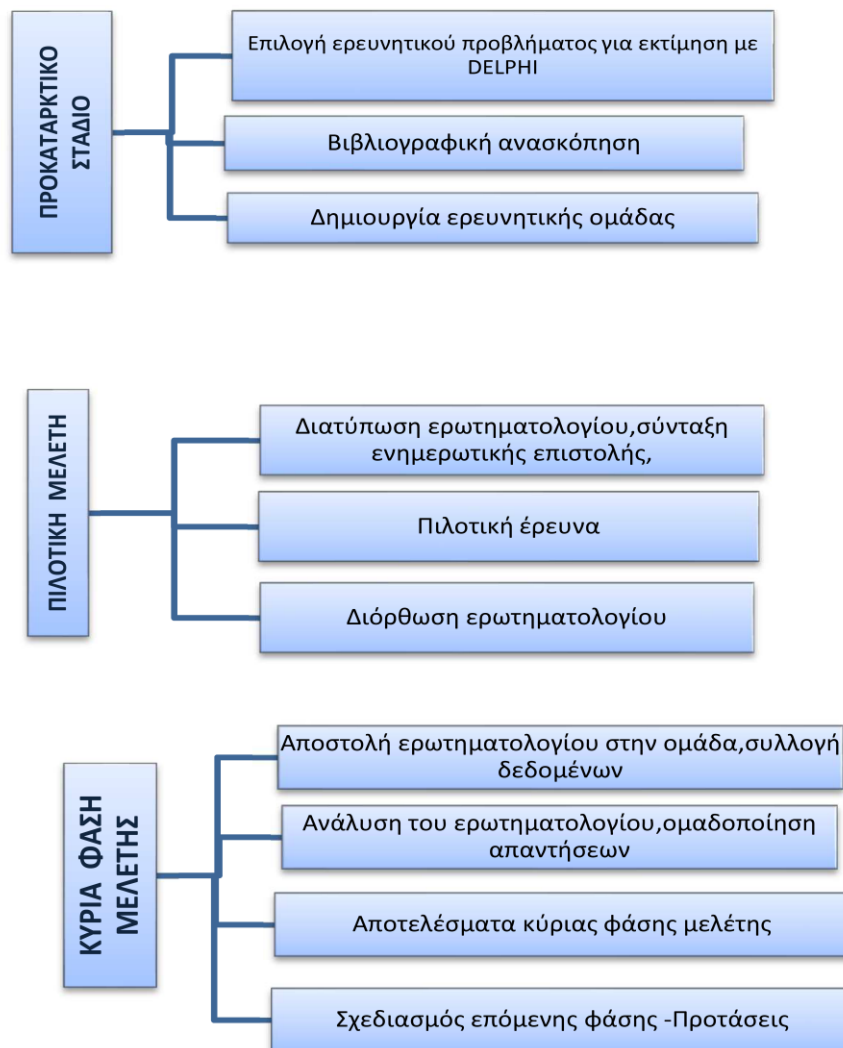 ΠΡΟΚΑΤΑΡΚΤΙΚΟ
ΣΤΑΔΙΟ
Επιλογή ερευνητικού προβλήματος για εκτίμηση με
DELPHI
Βιβλιογραφική ανασκόπηση
Δημιουργία ερευνητικής ομάδας
ΠΙΛΟΤΙΚΗ ΜΕΛΕΤΗ
Διατύπωση ερωτηματολογίου,σύνταξη
ενημερωτικής επιστολής,
Πιλοτική έρευνα
Διόρθωση ερωτηματολογίου
ΚΥΡΙΑ ΦΑΣΗ
ΜΕΛΕΤΗΣ
Αποστολή ερωτηματολογίου στην ομάδα,συλλογή
δεδομένων
Ανάλυση του ερωτηματολογίου,ομαδοποίηση
απαντήσεων
Αποτελέσματα κύριας φάσης μελέτης
Σχεδιασμός επόμενης φάσης -Προτάσεις